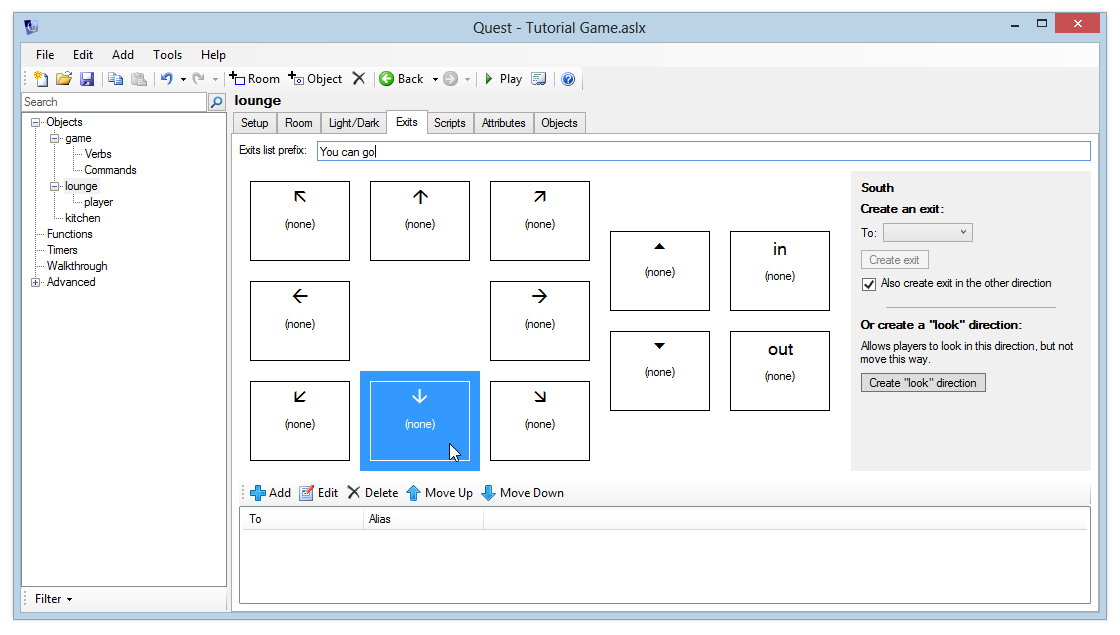 Quest - Tutorial Game.aslx
File Edit Add Tools Help
Room Object Back Play
Search
Objects
game
Verbs
Commands
lounge
player
kitchen
Functions
Timers
Walkthrough
Advanced
Filter
lounge
Setup Room Light/Dark Exits Scripts Attributes Objects
Exits list prefix: You can go
(none) (none) (none)
(none) in (none)
(none) (none)
(none) out (none)
(none) (none) (none)
South
Create an exit:
To:
Create exit
Also create exit in the other direction
Or create a "look" direction:
Allows players to look in this direction, but not
move this way.
Create "look" direction
Add Edit Delete Move Up Move Down
To Alias